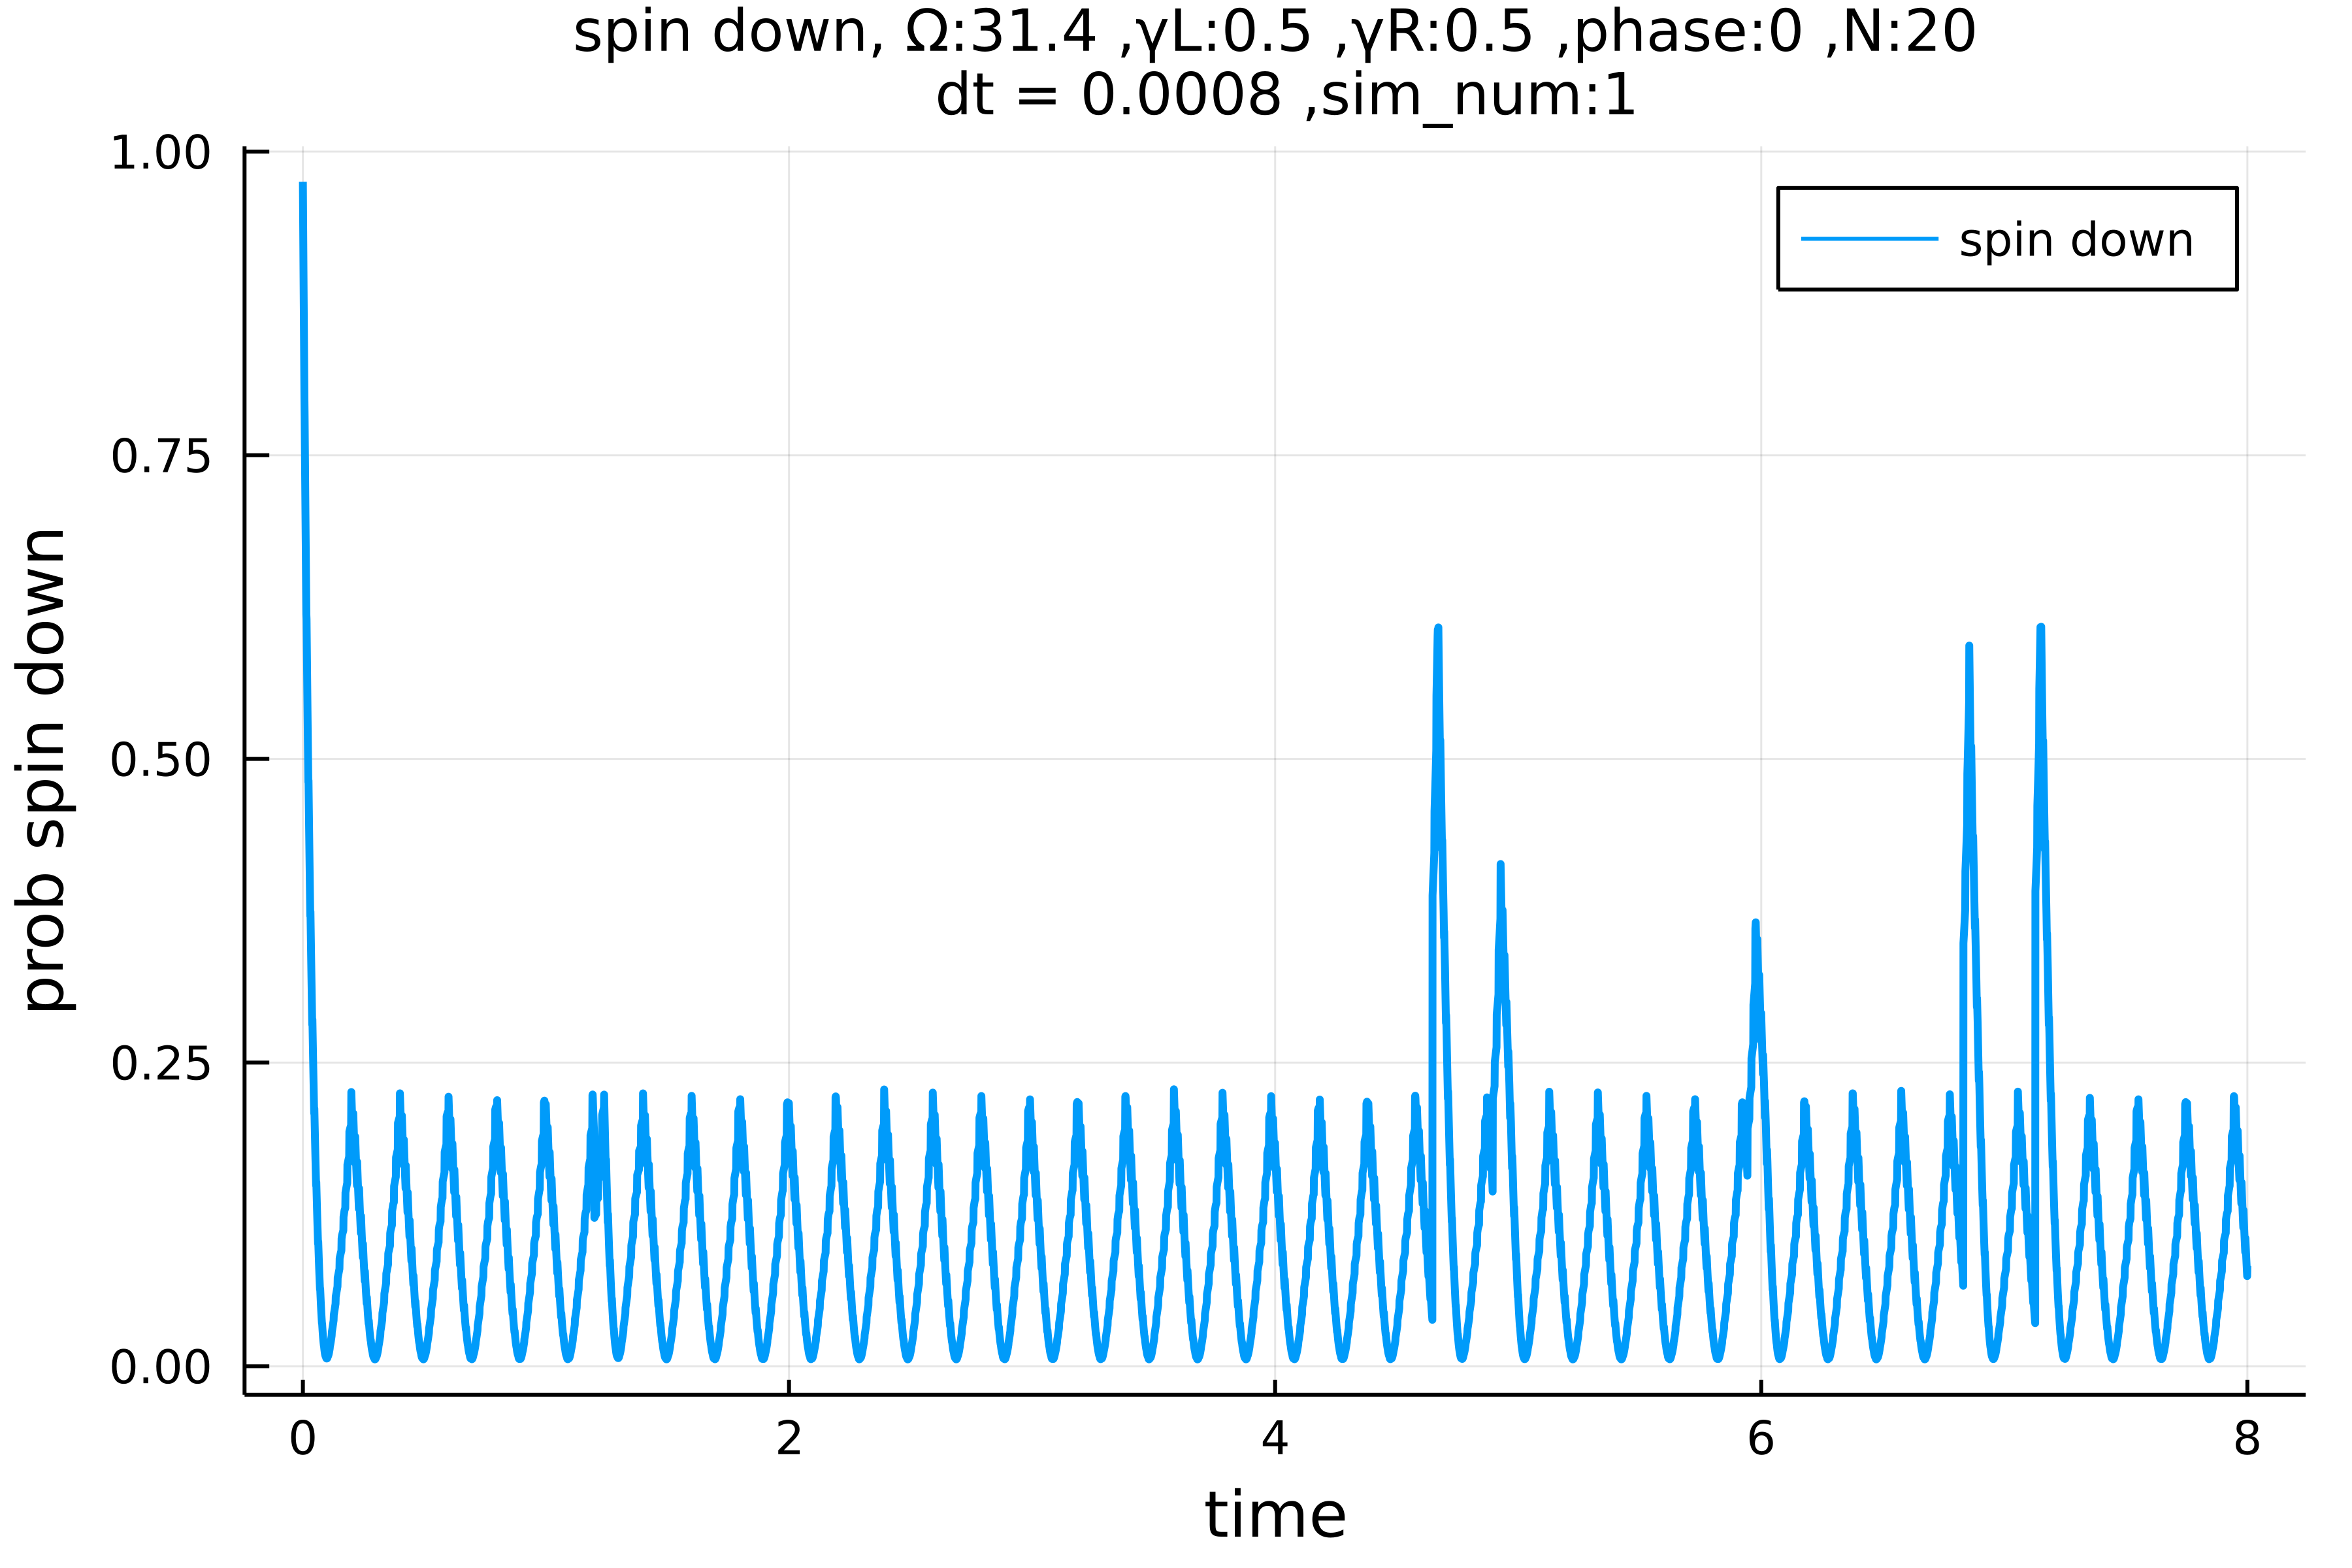 spin down, Ω:31.4 ,γL:0.5 ,γR:0.5 ,phase:0 ,N:20
dt = 0.0008 ,sim_num:1
1.00
0.75
0.50
0.25
0.00
prob spin down
spin down
0 2 4 6 8
time